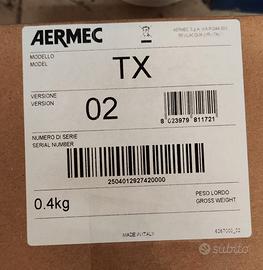 AERMEC
MODELLO
MODEL
TX
VERSIONE
VERSION
02
8 023979 811721
NUMERO DI SERIE
SERIAL NUMBER
2504012927420000
0.4kg
PESO LORDO
GROSS WEIGHT
MADE IN ITALY
6267000_02
subito